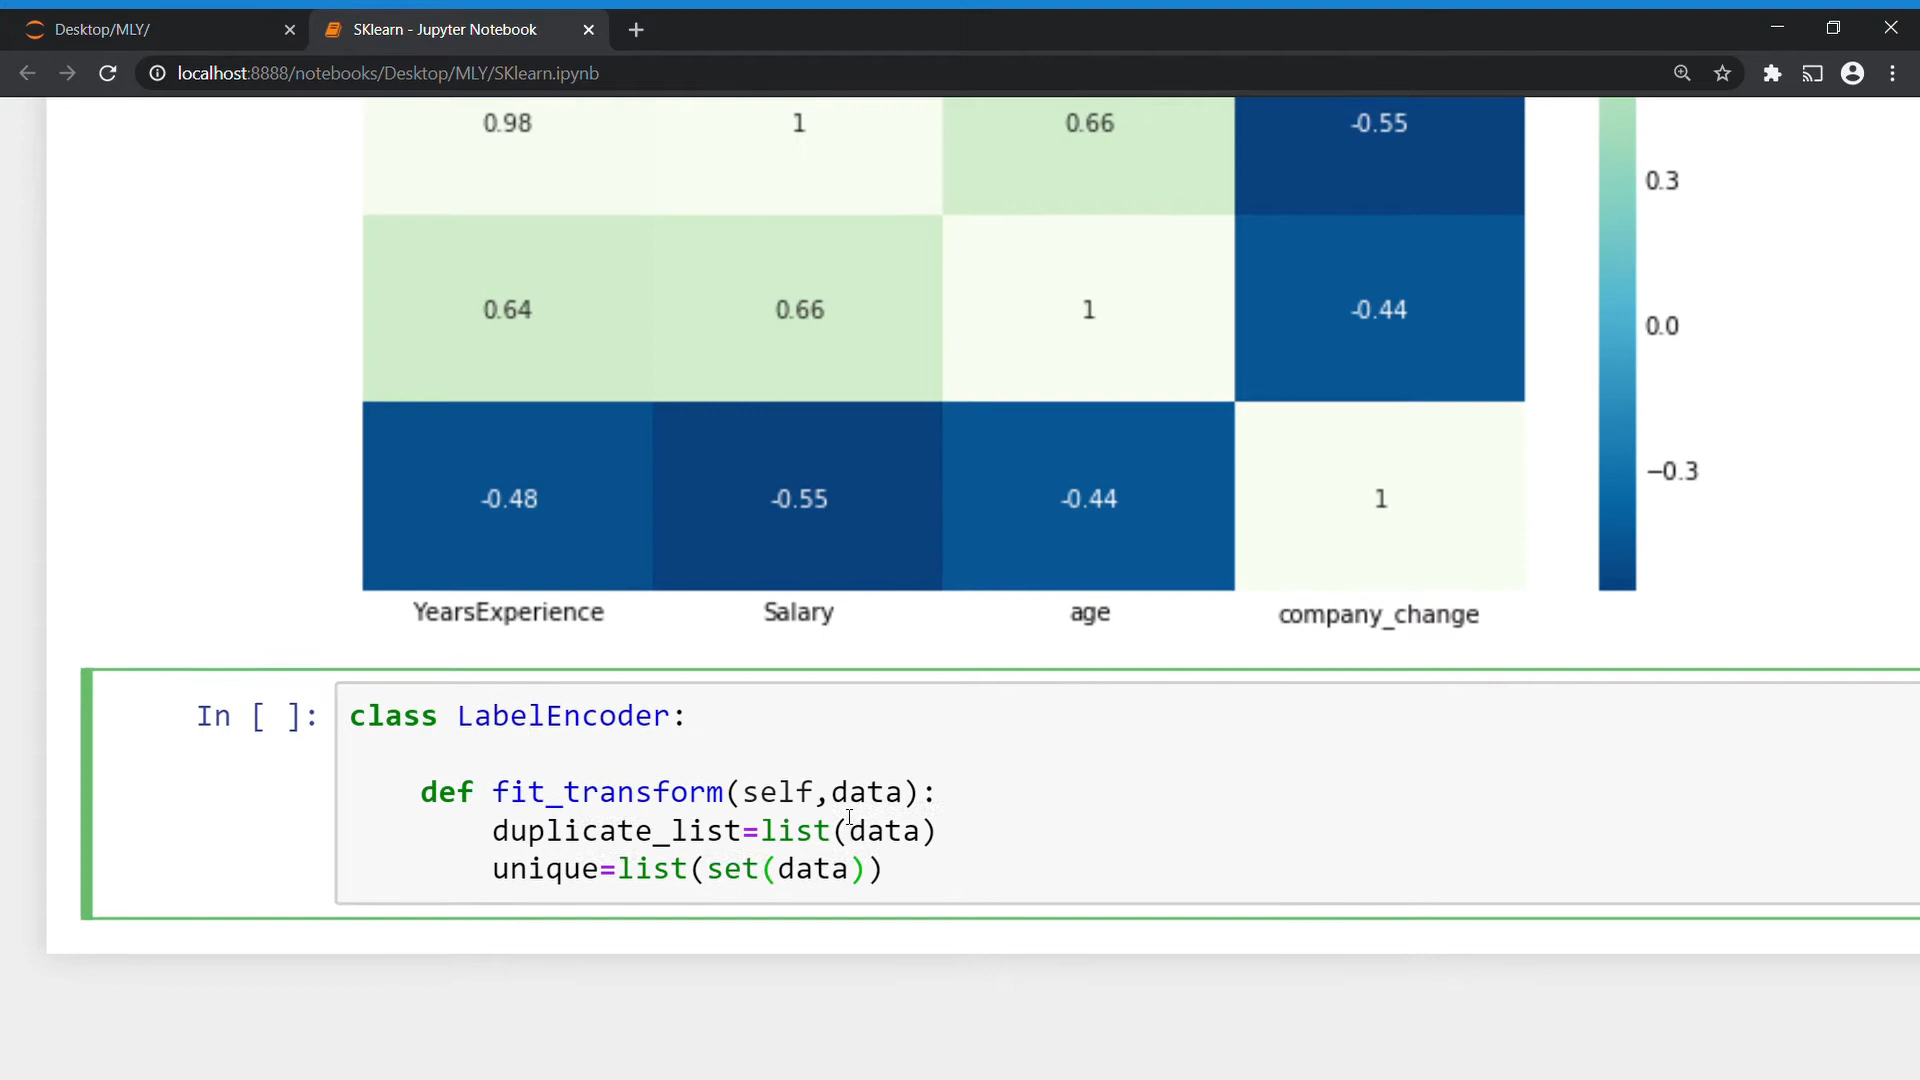 Desktop/MLY/
SKlearn - Jupyter Notebook
localhost:8888/notebooks/Desktop/MLY/SKlearn.ipynb
0.98 1 0.66 -0.55
0.3
0.64 0.66 1 -0.44
0.0
-0.48 -0.55 -0.44 1
−0.3
YearsExperience Salary age company_change
In [ ]: class LabelEncoder:
def fit_transform(self,data):
duplicate_list=list(data)
unique=list(set(data))